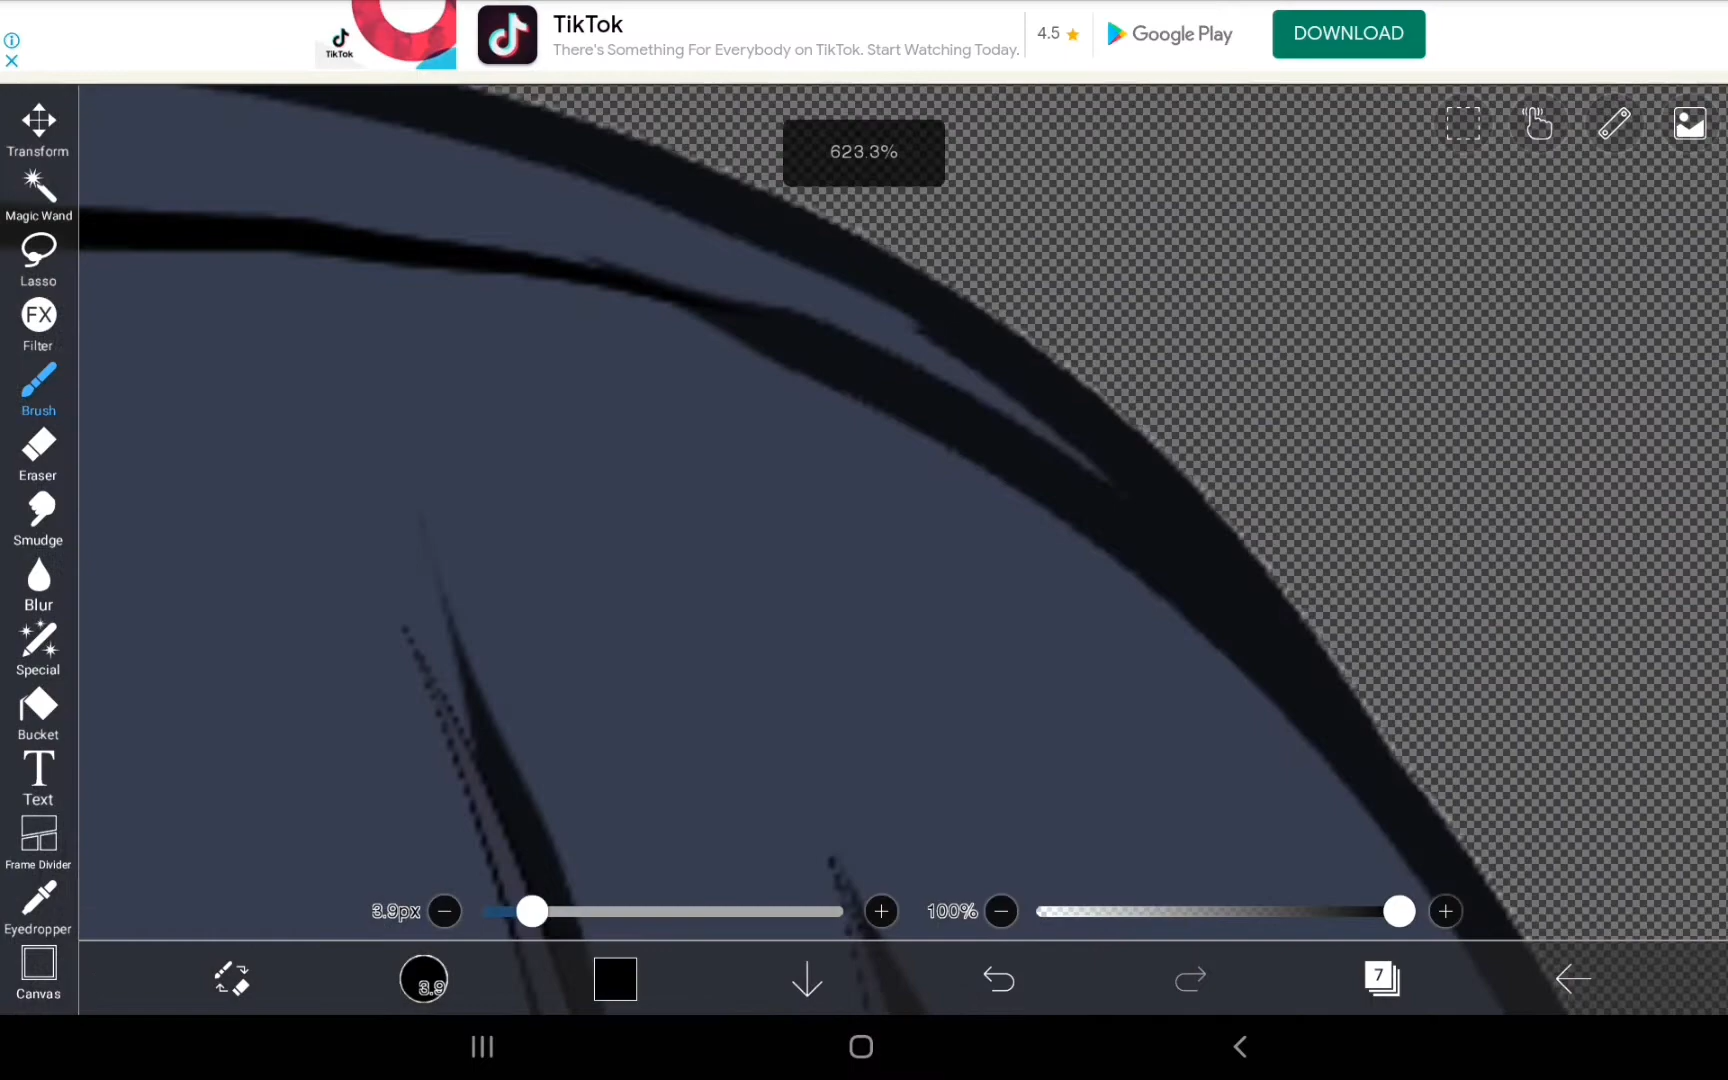 TikTok
TikTok
There's Something For Everybody on TikTok. Start Watching Today.
4.5
Google Play
DOWNLOAD
623.3%
Transform
Magic Wand
Lasso
FX
Filter
Brush
Eraser
Smudge
Blur
Special
Bucket
T
Text
Frame Divider
Eyedropper
Canvas
3.9px
100%
3.9
7